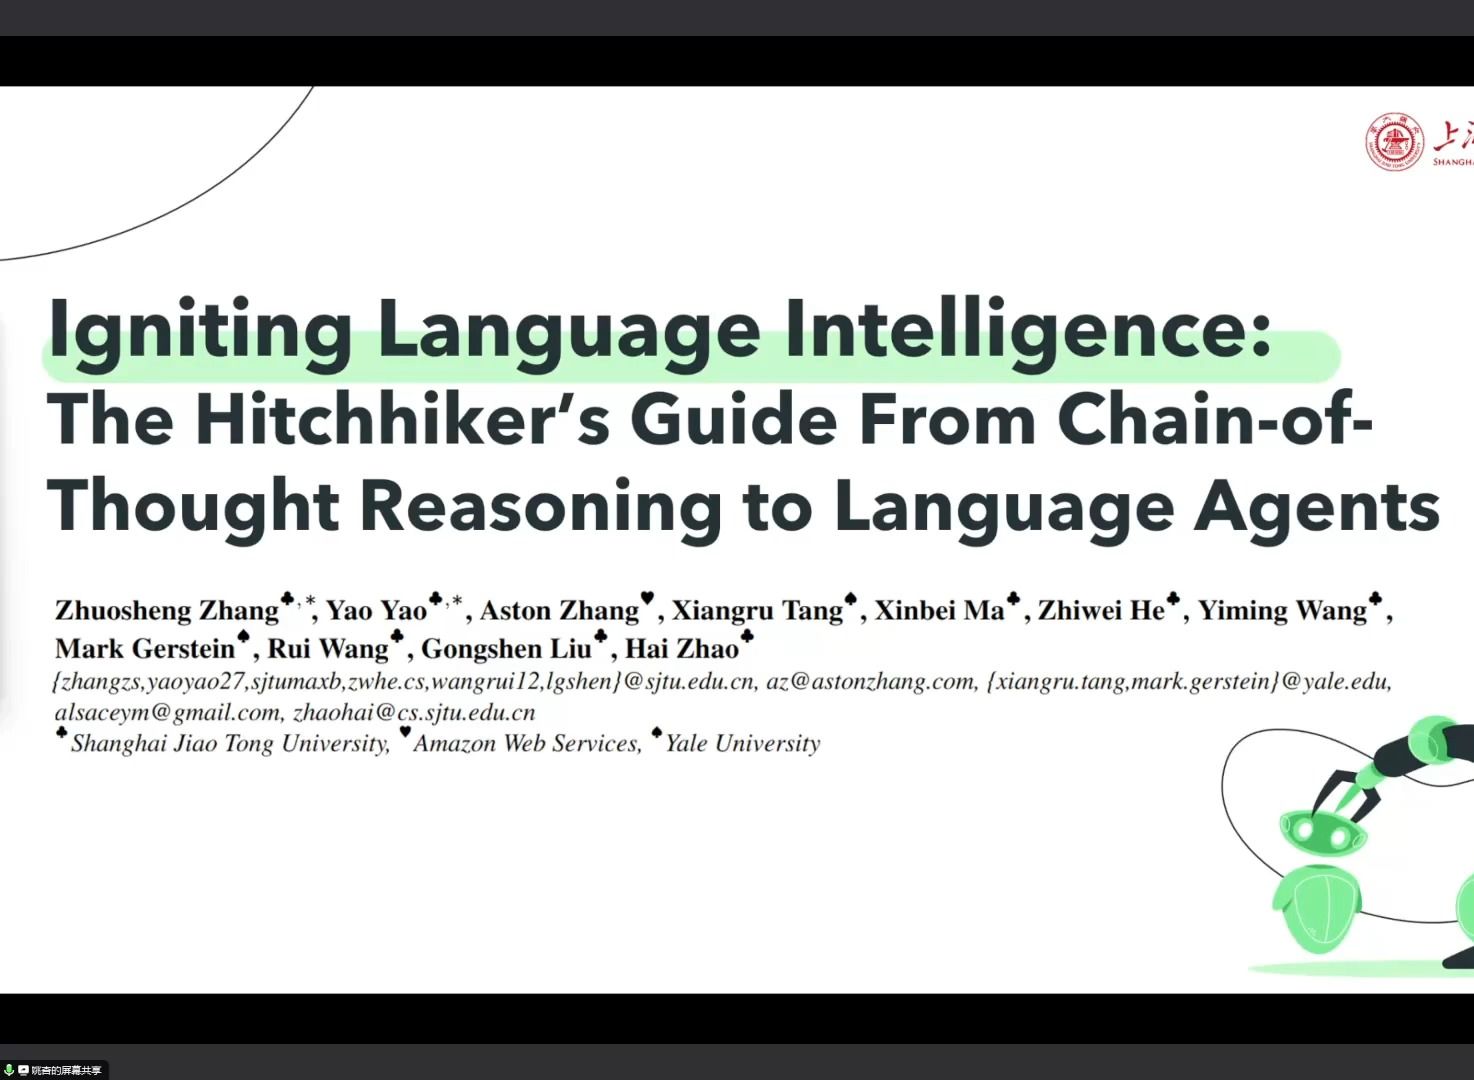 上海
SHANGHA
Igniting Language Intelligence:
The Hitchhiker’s Guide From Chain-of-
Thought Reasoning to Language Agents
Zhuosheng Zhang♣,*, Yao Yao♣,*, Aston Zhang♥, Xiangru Tang♠, Xinbei Ma♣, Zhiwei He♣, Yiming Wang♣,
Mark Gerstein♠, Rui Wang♣, Gongshen Liu♣, Hai Zhao♣
{zhangzs,yaoyao27,sjtumaxb,zwhe.cs,wangrui12,lgshen}@sjtu.edu.cn, az@astonzhang.com, {xiangru.tang,mark.gerstein}@yale.edu,
alsaceym@gmail.com, zhaohai@cs.sjtu.edu.cn
♣Shanghai Jiao Tong University, ♥Amazon Web Services, ♠Yale University
的屏幕共享